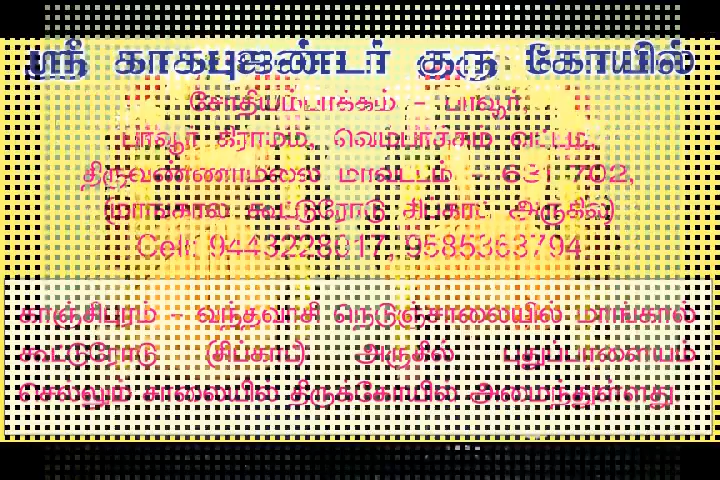 ஸ்ரீ காகபுஜண்டர் குரு கோயில்
சோதியம்பாக்கம் - பாவூர்,
பாவூர் கிராமம், வெம்பாக்கம் வட்டம்,
திருவண்ணாமலை மாவட்டம் - 631 702,
(மாங்கால் கூட்டுரோடு சிப்காட் அருகில்)
Cell: 9443228017, 9585363794
காஞ்சிபுரம் - வந்தவாசி நெடுஞ்சாலையில் மாங்கால்
கூட்டுரோடு (சிப்காட்) அருகில் புதுப்பாளையம்
செல்லும் சாலையில் திருக்கோயில் அமைந்துள்ளது.